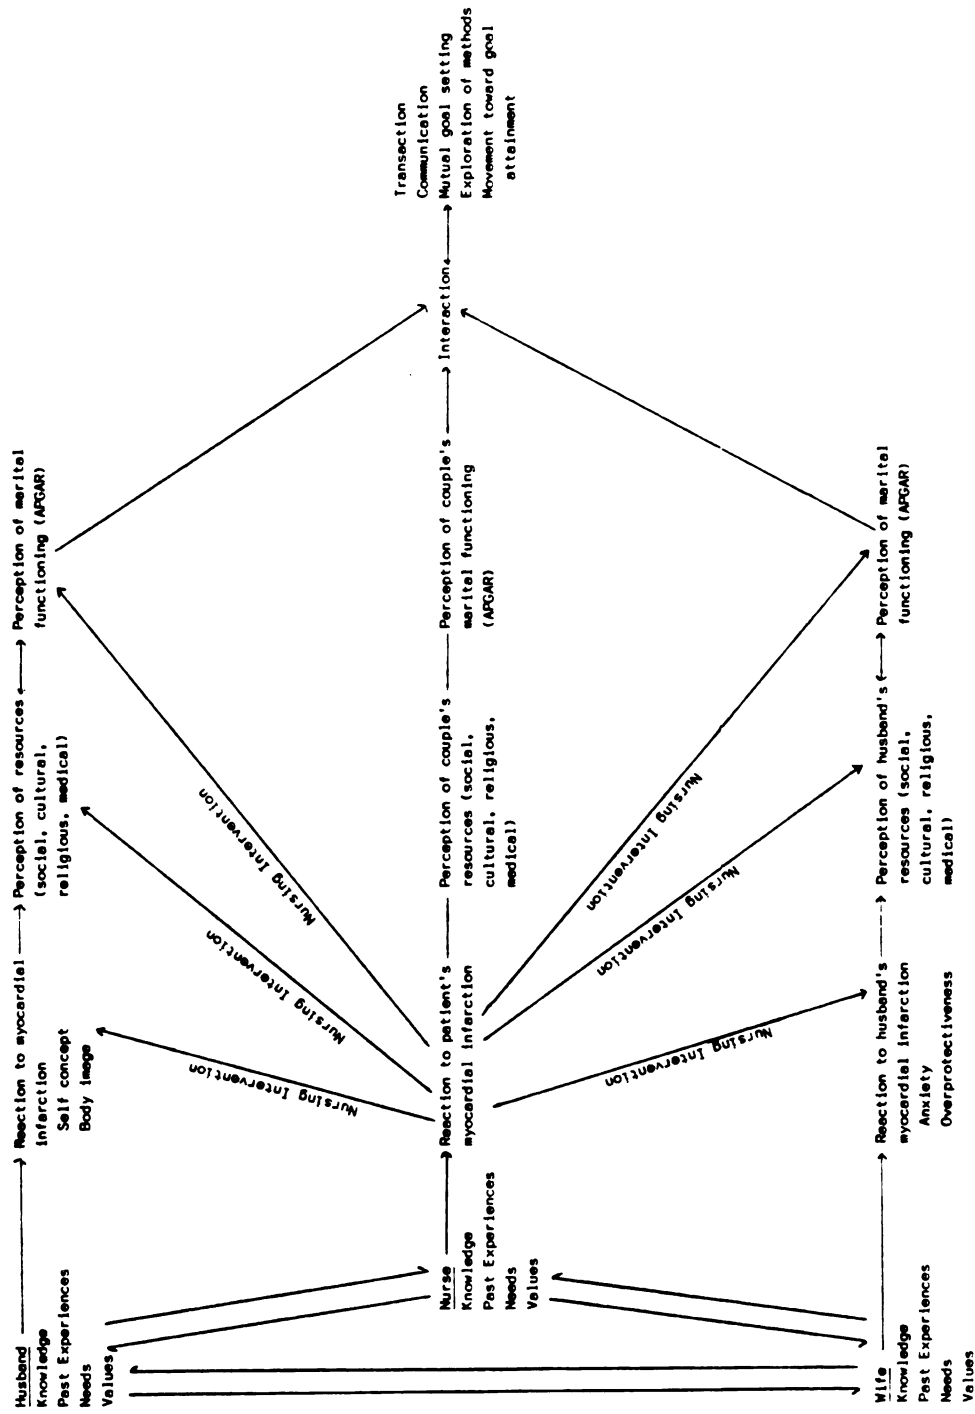 Husband
Knowledge
Past Experiences
Needs
Values
Reaction to myocardial
infarction
Self concept
Body image
Perception of resources
(social, cultural,
religious, medical)
Perception of marital
functioning (APGAR)
Nursing Intervention
Nursing Intervention
Nursing Intervention
Nurse
Knowledge
Past Experiences
Needs
Values
Reaction to patient's
myocardial infarction
Perception of couple's
resources (social,
cultural, religious,
medical)
Perception of couple's
marital functioning
(APGAR)
Interaction
Transaction
Communication
Mutual goal setting
Exploration of methods
Movement toward goal
attainment
Nursing Intervention
Nursing Intervention
Nursing Intervention
Wife
Knowledge
Past Experiences
Needs
Values
Reaction to husband's
myocardial infarction
Anxiety
Overprotectiveness
Perception of husband's
resources (social,
cultural, religious,
medical)
Perception of marital
functioning (APGAR)